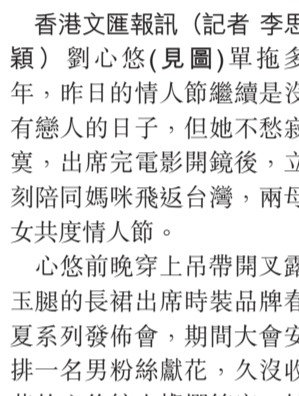 香港文匯報訊（記者 李思
穎）劉心悠(見圖)單拖多
年，昨日的情人節繼續是沒
有戀人的日子，但她不愁寂
寞，出席完電影開鏡後，立
刻陪同媽咪飛返台灣，兩母
女共度情人節。
心悠前晚穿上吊帶開叉露
玉腿的長裙出席時裝品牌春
夏系列發佈會，期間大會安
排一名男粉絲獻花，久沒收